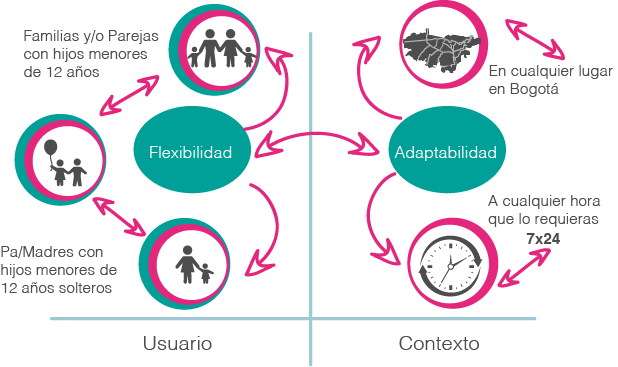 Familias y/o Parejas
con hijos menores
de 12 años
Flexibilidad
Pa/Madres con
hijos menores de
12 años solteros
Usuario
En cualquier lugar
en Bogotá
Adaptabilidad
A cualquier hora
que lo requieras
7x24
Contexto